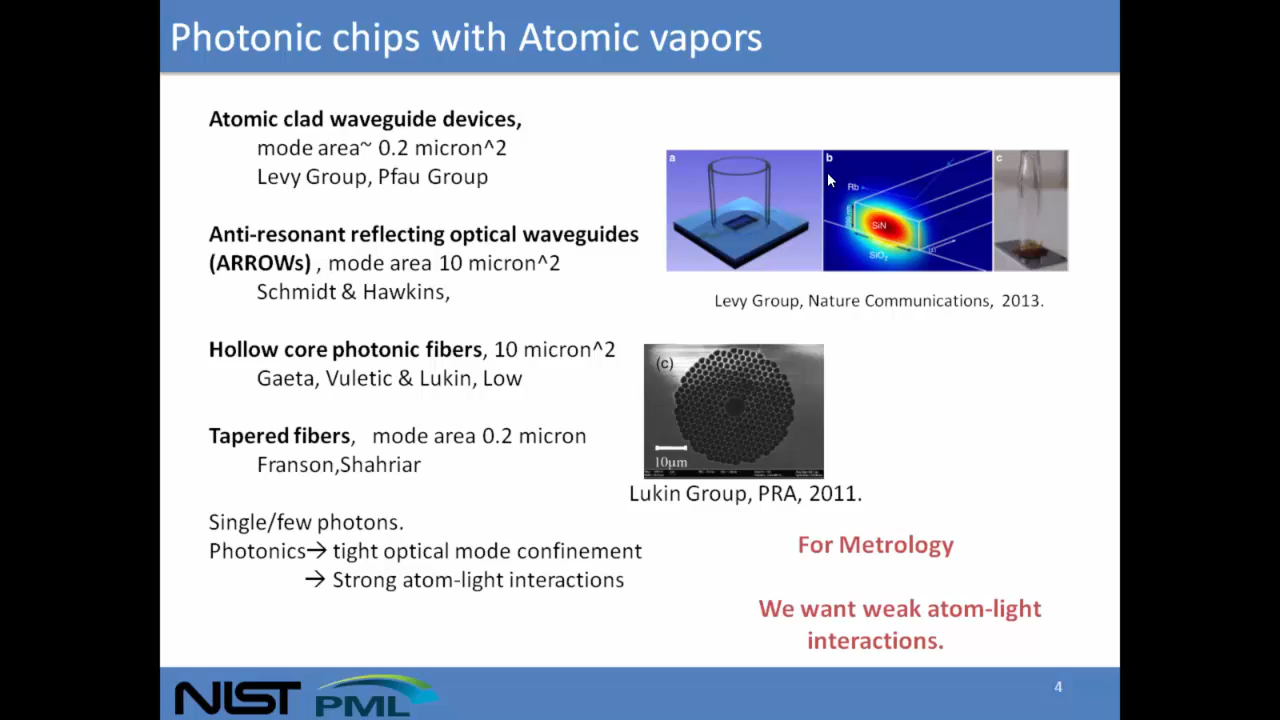 Photonic chips with Atomic vapors
Atomic clad waveguide devices,
mode area~ 0.2 micron^2
Levy Group, Pfau Group
Anti-resonant reflecting optical waveguides
(ARROWs) , mode area 10 micron^2
Schmidt & Hawkins,
Hollow core photonic fibers, 10 micron^2
Gaeta, Vuletic & Lukin, Low
Tapered fibers, mode area 0.2 micron
Franson,Shahriar
Single/few photons.
Photonics→ tight optical mode confinement
→ Strong atom-light interactions
a
b
c
Rb
SiN
SiO₂
Levy Group, Nature Communications, 2013.
(c)
10μm
Lukin Group, PRA, 2011.
For Metrology
We want weak atom-light
interactions.
NIST PML
4